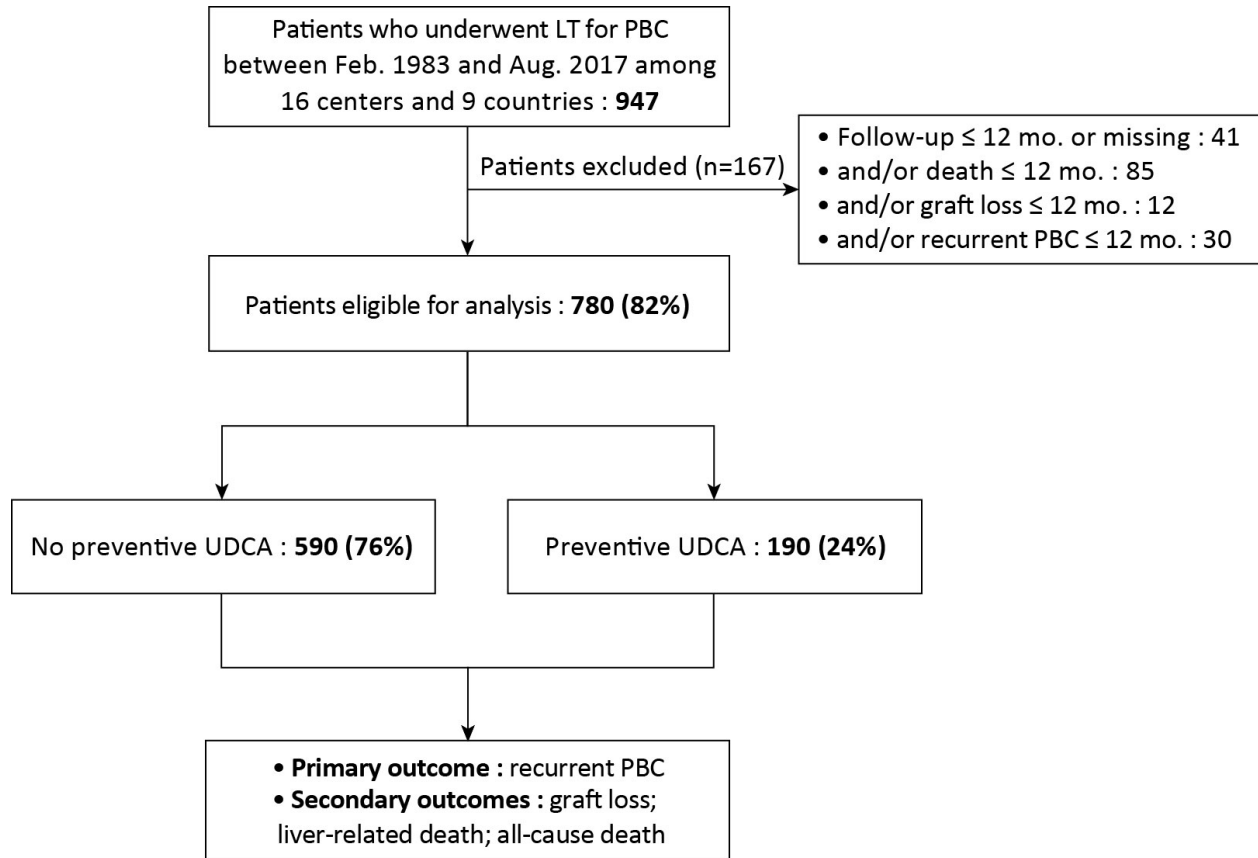 Patients who underwent LT for PBC
between Feb. 1983 and Aug. 2017 among
16 centers and 9 countries : 947
Patients excluded (n=167)
• Follow-up ≤ 12 mo. or missing : 41
• and/or death ≤ 12 mo. : 85
• and/or graft loss ≤ 12 mo. : 12
• and/or recurrent PBC ≤ 12 mo. : 30
Patients eligible for analysis : 780 (82%)
No preventive UDCA : 590 (76%)
Preventive UDCA : 190 (24%)
• Primary outcome : recurrent PBC
• Secondary outcomes : graft loss;
liver-related death; all-cause death